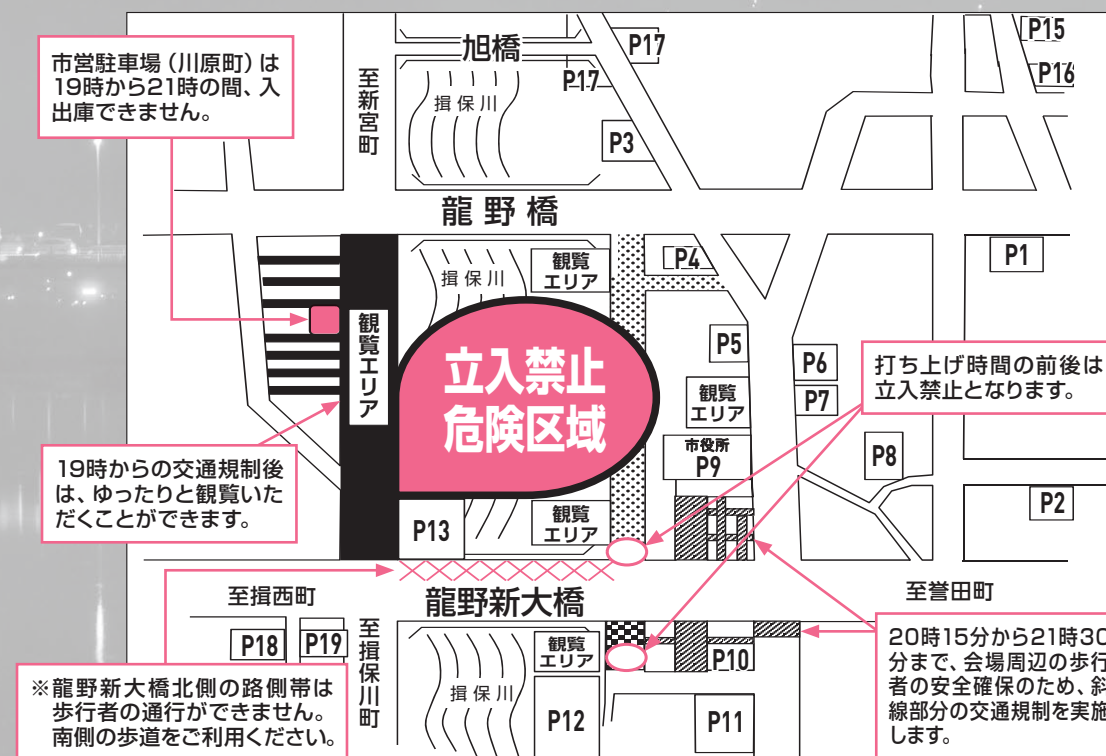 市営駐車場（川原町）は
19時から21時の間、入
出庫できません。
至新宮町
旭橋
揖保川
P17
P17
P15
P16
P3
龍野橋
揖保川
観覧
エリア
P4
P1
観覧エリア
立入禁止
危険区域
P5
観覧
エリア
P6
P7
打ち上げ時間の前後は
立入禁止となります。
市役所
P9
P8
19時からの交通規制後
は、ゆったりと観覧いた
だくことができます。
P13
観覧
エリア
P2
至揖西町
龍野新大橋
至誉田町
P18
P19
至揖保川町
揖保川
観覧
エリア
P10
P12
P11
20時15分から21時30
分まで、会場周辺の歩行
者の安全確保のため、斜
線部分の交通規制を実施
します。
※龍野新大橋北側の路側帯は
歩行者の通行ができません。
南側の歩道をご利用ください。